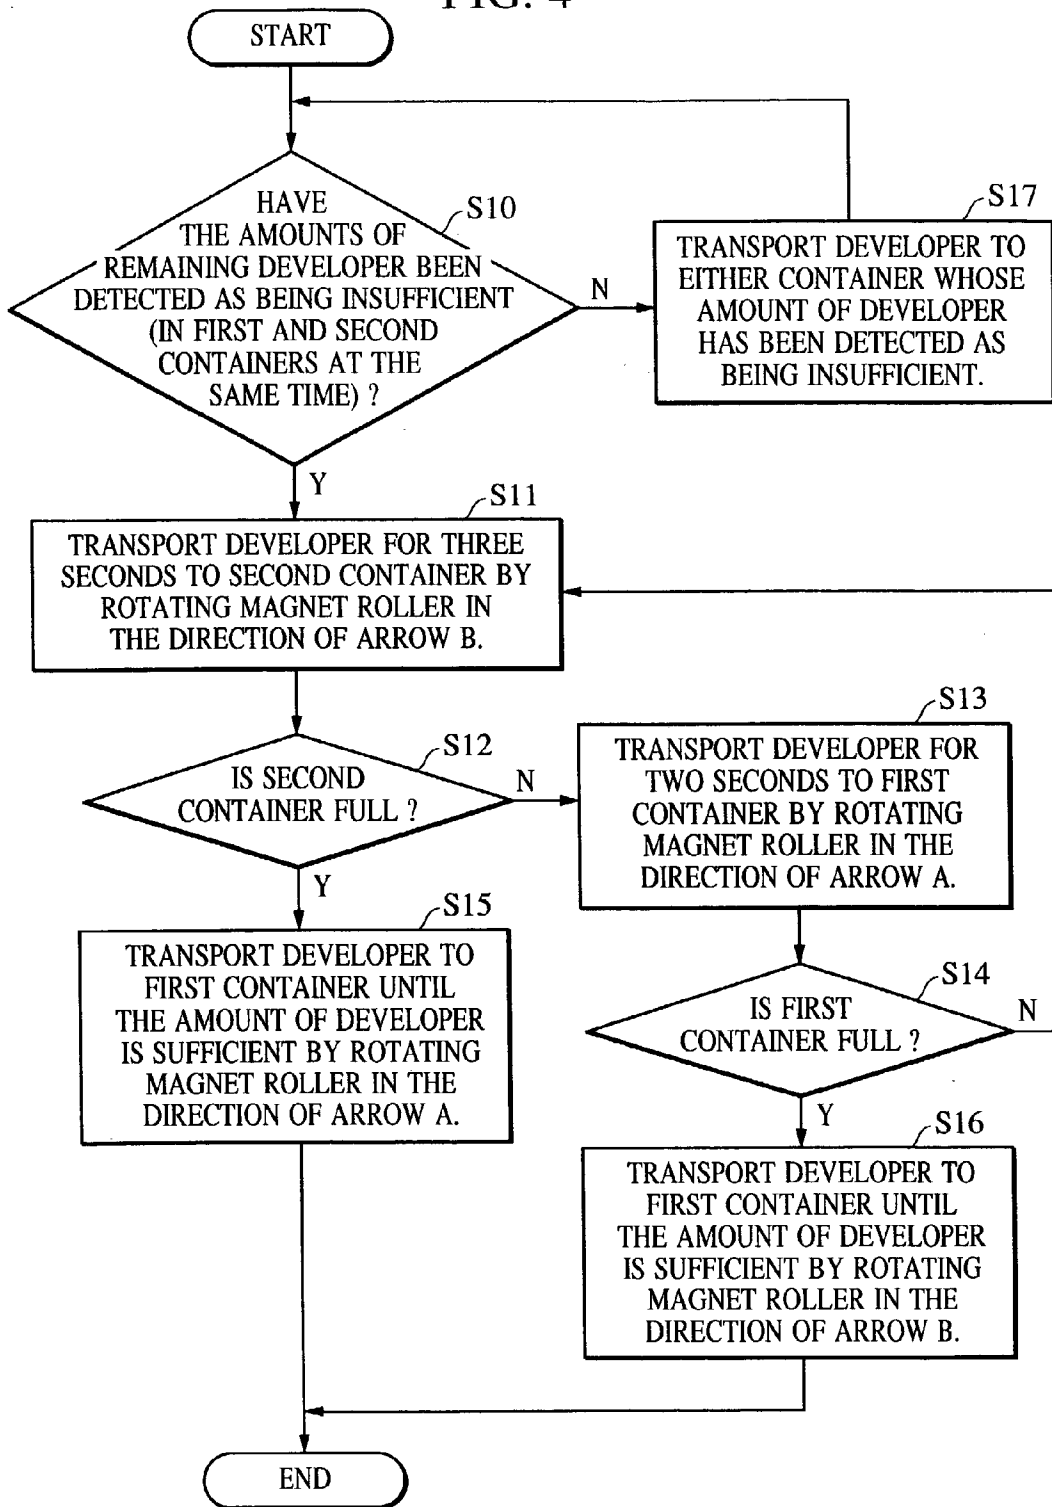 FIG. 4
START
HAVE
THE AMOUNTS OF
REMAINING DEVELOPER BEEN
DETECTED AS BEING INSUFFICIENT
(IN FIRST AND SECOND
CONTAINERS AT THE
SAME TIME) ?
S10
N
S17
TRANSPORT DEVELOPER TO
EITHER CONTAINER WHOSE
AMOUNT OF DEVELOPER
HAS BEEN DETECTED AS
BEING INSUFFICIENT.
Y
S11
TRANSPORT DEVELOPER FOR THREE
SECONDS TO SECOND CONTAINER BY
ROTATING MAGNET ROLLER IN
THE DIRECTION OF ARROW B.
S12
IS SECOND
CONTAINER FULL ?
N
S13
TRANSPORT DEVELOPER FOR
TWO SECONDS TO FIRST
CONTAINER BY ROTATING
MAGNET ROLLER IN THE
DIRECTION OF ARROW A.
Y
S15
TRANSPORT DEVELOPER TO
FIRST CONTAINER UNTIL
THE AMOUNT OF DEVELOPER
IS SUFFICIENT BY ROTATING
MAGNET ROLLER IN THE
DIRECTION OF ARROW A.
S14
IS FIRST
CONTAINER FULL ?
N
Y
S16
TRANSPORT DEVELOPER TO
FIRST CONTAINER UNTIL
THE AMOUNT OF DEVELOPER
IS SUFFICIENT BY ROTATING
MAGNET ROLLER IN THE
DIRECTION OF ARROW B.
END